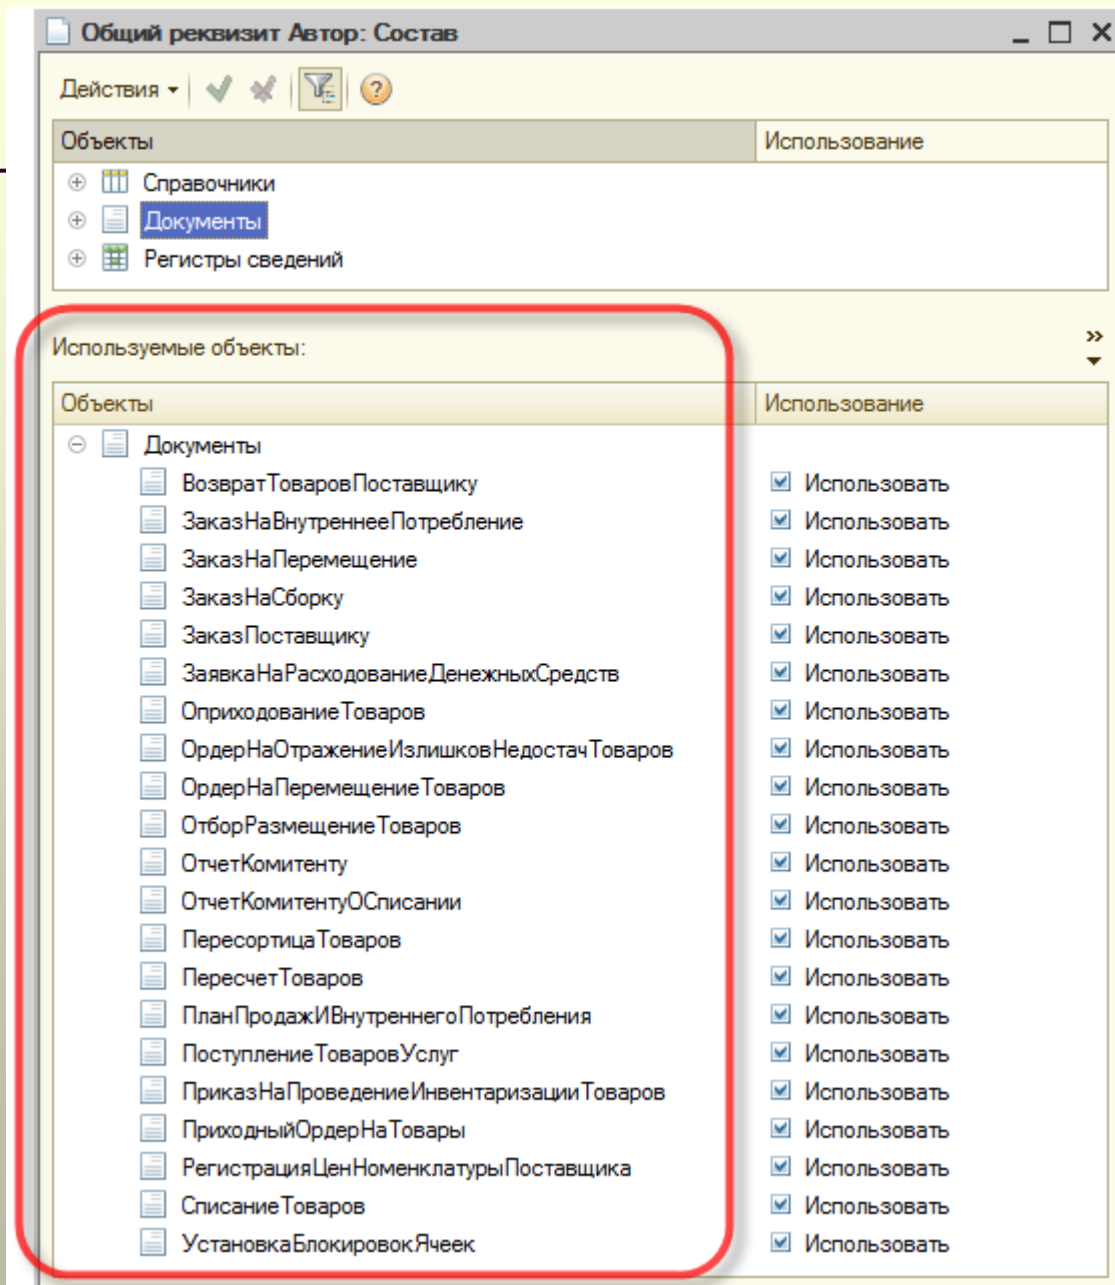 Общий реквизит Автор: Состав
Действия
Объекты Использование
Справочники
Документы
Регистры сведений
Используемые объекты:
Объекты Использование
Документы
ВозвратТоваровПоставщику Использовать
ЗаказНаВнутреннееПотребление Использовать
ЗаказНаПеремещение Использовать
ЗаказНаСборку Использовать
ЗаказПоставщику Использовать
ЗаявкаНаРасходованиеДенежныхСредств Использовать
ОприходованиеТоваров Использовать
ОрдерНаОтражениеИзлишковНедостачТоваров Использовать
ОрдерНаПеремещениеТоваров Использовать
ОтборРазмещениеТоваров Использовать
ОтчетКомитенту Использовать
ОтчетКомитентуОСписании Использовать
ПересортицаТоваров Использовать
ПересчетТоваров Использовать
ПланПродажИВнутреннегоПотребления Использовать
ПоступлениеТоваровУслуг Использовать
ПриказНаПроведениеИнвентаризацииТоваров Использовать
ПриходныйОрдерНаТовары Использовать
РегистрацияЦенНоменклатурыПоставщика Использовать
СписаниеТоваров Использовать
УстановкаБлокировокЯчеек Использовать